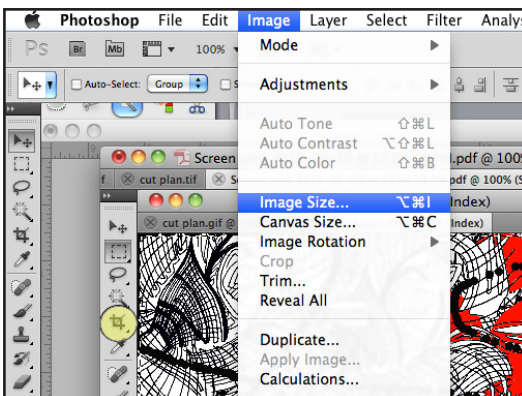 Photoshop File Edit Image Layer Select Filter Analys
Ps Br Mb 100%
Mode
Auto-Select: Group S
Adjustments
Auto Tone ⇧⌘L
Auto Contrast ⌥⇧⌘L
Auto Color ⇧⌘B
Screen .pdf @ 100
f cut plan.tif S pdf @ 100% (S
Image Size... ⌥⌘I
Index)
Canvas Size... ⌥⌘C
cut plan.gif @ Index)
Image Rotation
Crop
Trim...
Reveal All
Duplicate...
Apply Image...
Calculations...